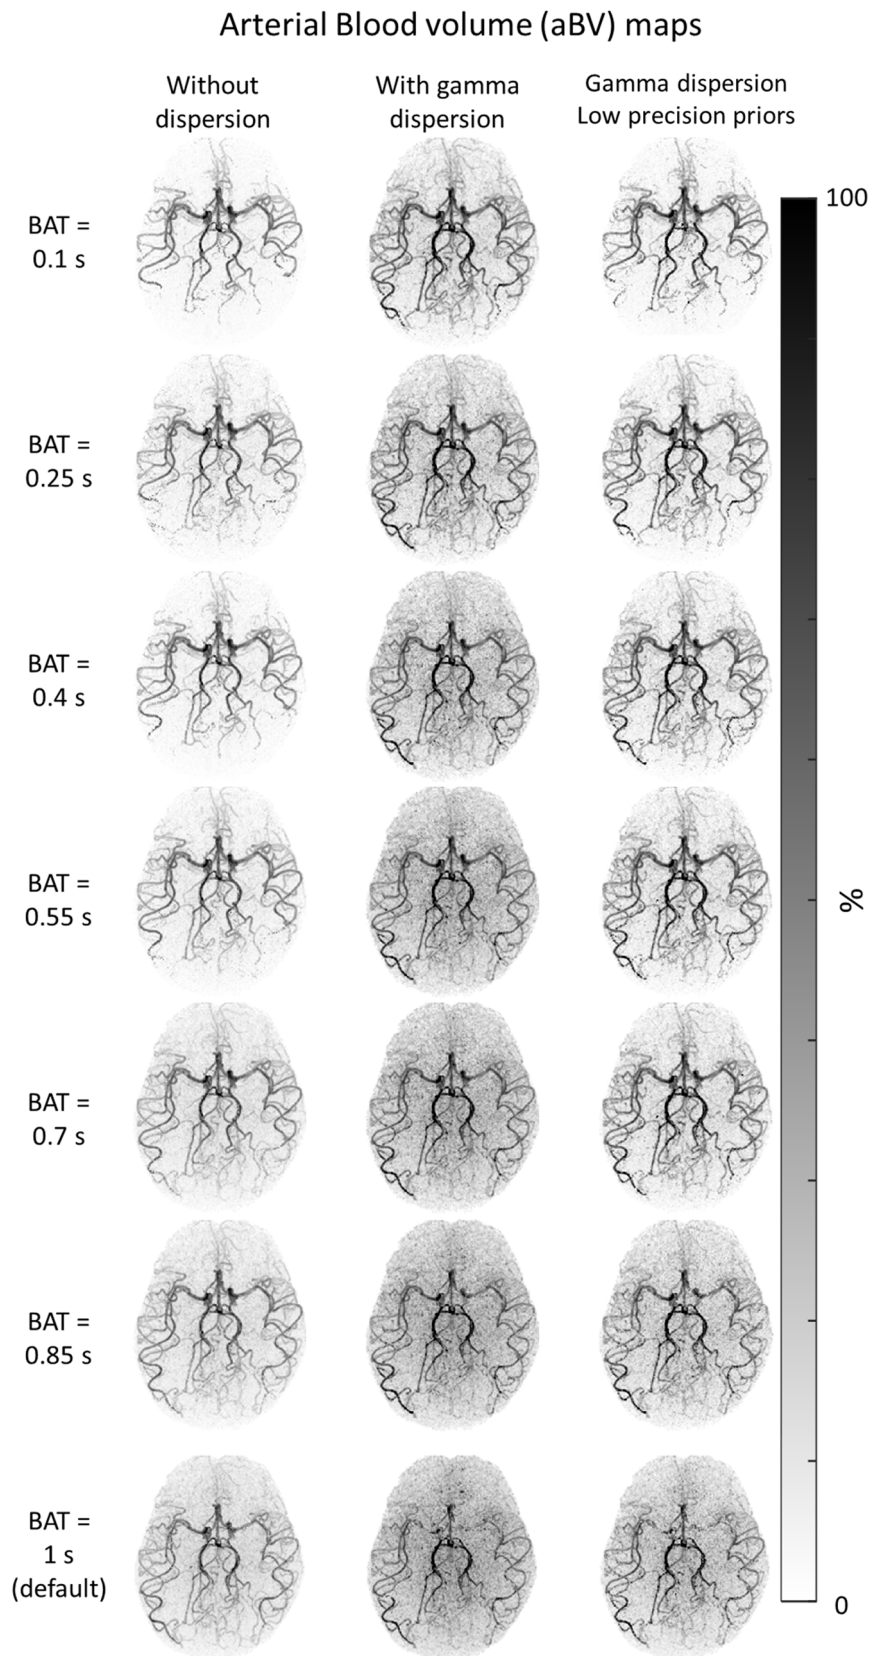 Arterial Blood volume (aBV) maps
Without
dispersion
With gamma
dispersion
Gamma dispersion
Low precision priors
100
BAT =
0.1 s
BAT =
0.25 s
BAT =
0.4 s
BAT =
0.55 s
%
BAT =
0.7 s
BAT =
0.85 s
BAT =
1 s
(default)
0